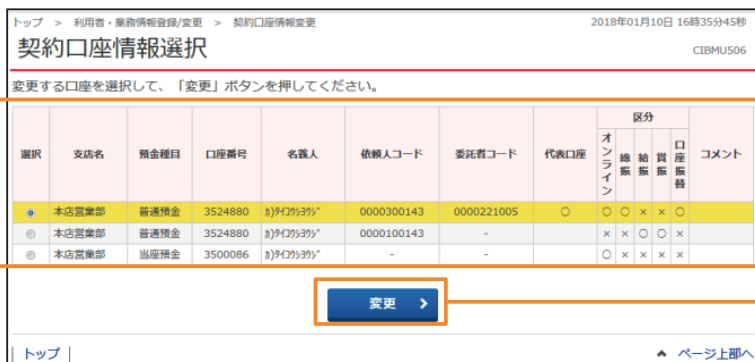 トップ > 利用者・業務情報登録/変更 > 契約口座情報変更 2018年01月10日 16時35分45秒
契約口座情報選択 CIBMU506
変更する口座を選択して、「変更」ボタンを押してください。
選択 支店名 預金種目 口座番号 名義人 依頼人コード 委託者コード 代表口座 区分 コメント
オンライン 総振 給振 賞振 口座振替
本店営業部 普通預金 3524880 ｶ)ﾀｲｺｳｼﾖｳｼﾞ 0000300143 0000221005 ○ ○ ○ × × ○
本店営業部 普通預金 3524880 ｶ)ﾀｲｺｳｼﾖｳｼﾞ 0000100143 - × × ○ ○ ×
本店営業部 当座預金 3500086 ｶ)ﾀｲｺｳｼﾖｳｼﾞ - - ○ × × × ×
変更 >
トップ | ページ上部へ